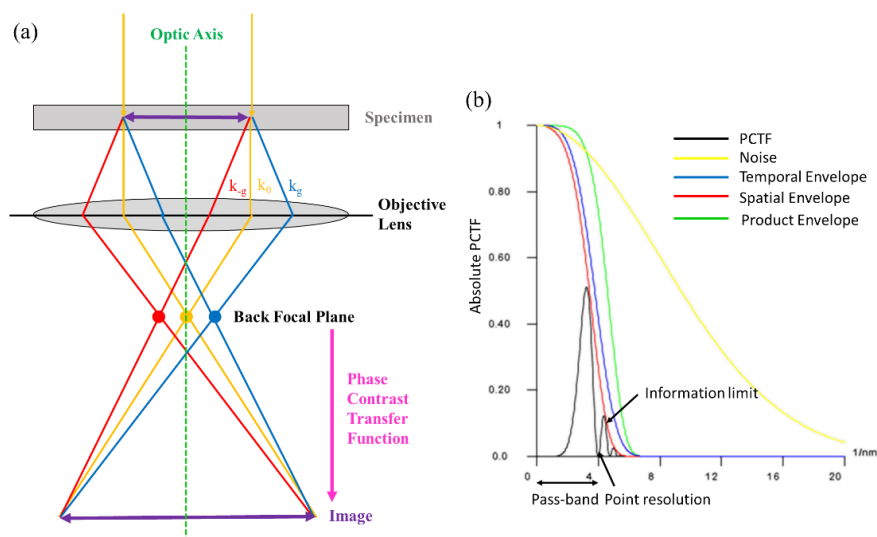 (a)
Optic Axis
Specimen
k-g
k0
kg
Objective
Lens
Back Focal Plane
Phase
Contrast
Transfer
Function
Image
(b)
Absolute PCTF
1
0.80
0.60
0.40
0.20
0.0
PCTF
Noise
Temporal Envelope
Spatial Envelope
Product Envelope
Information limit
1/nm
0
4
8
12
16
20
Pass-band
Point resolution